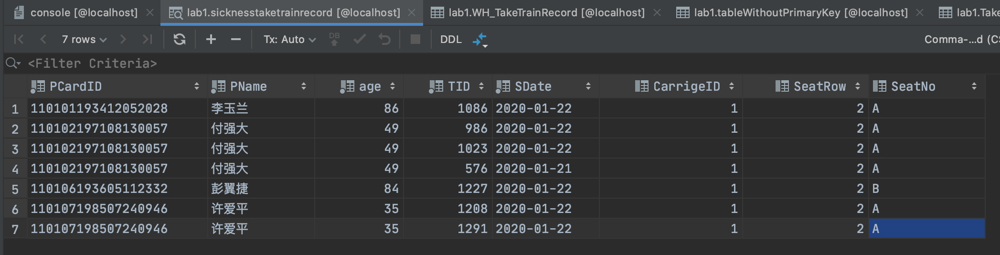 console [@localhost] lab1.sicknesstaketrainrecord [@localhost] lab1.WH_TakeTrainRecord [@localhost] lab1.tableWithoutPrimaryKey [@localhost] lab1.Take
7 rows Tx: Auto DB DDL Comma-...d (CS
<Filter Criteria>
PCardID PName age TID SDate CarrigeID SeatRow SeatNo
1 110101193412052028 李玉兰 86 1086 2020-01-22 1 2 A
2 110102197108130057 付强大 49 986 2020-01-22 1 2 A
3 110102197108130057 付强大 49 1023 2020-01-22 1 2 A
4 110102197108130057 付强大 49 576 2020-01-21 1 2 A
5 110106193605112332 彭翼捷 84 1227 2020-01-22 1 2 B
6 110107198507240946 许爱平 35 1208 2020-01-22 1 2 A
7 110107198507240946 许爱平 35 1291 2020-01-22 1 2 A